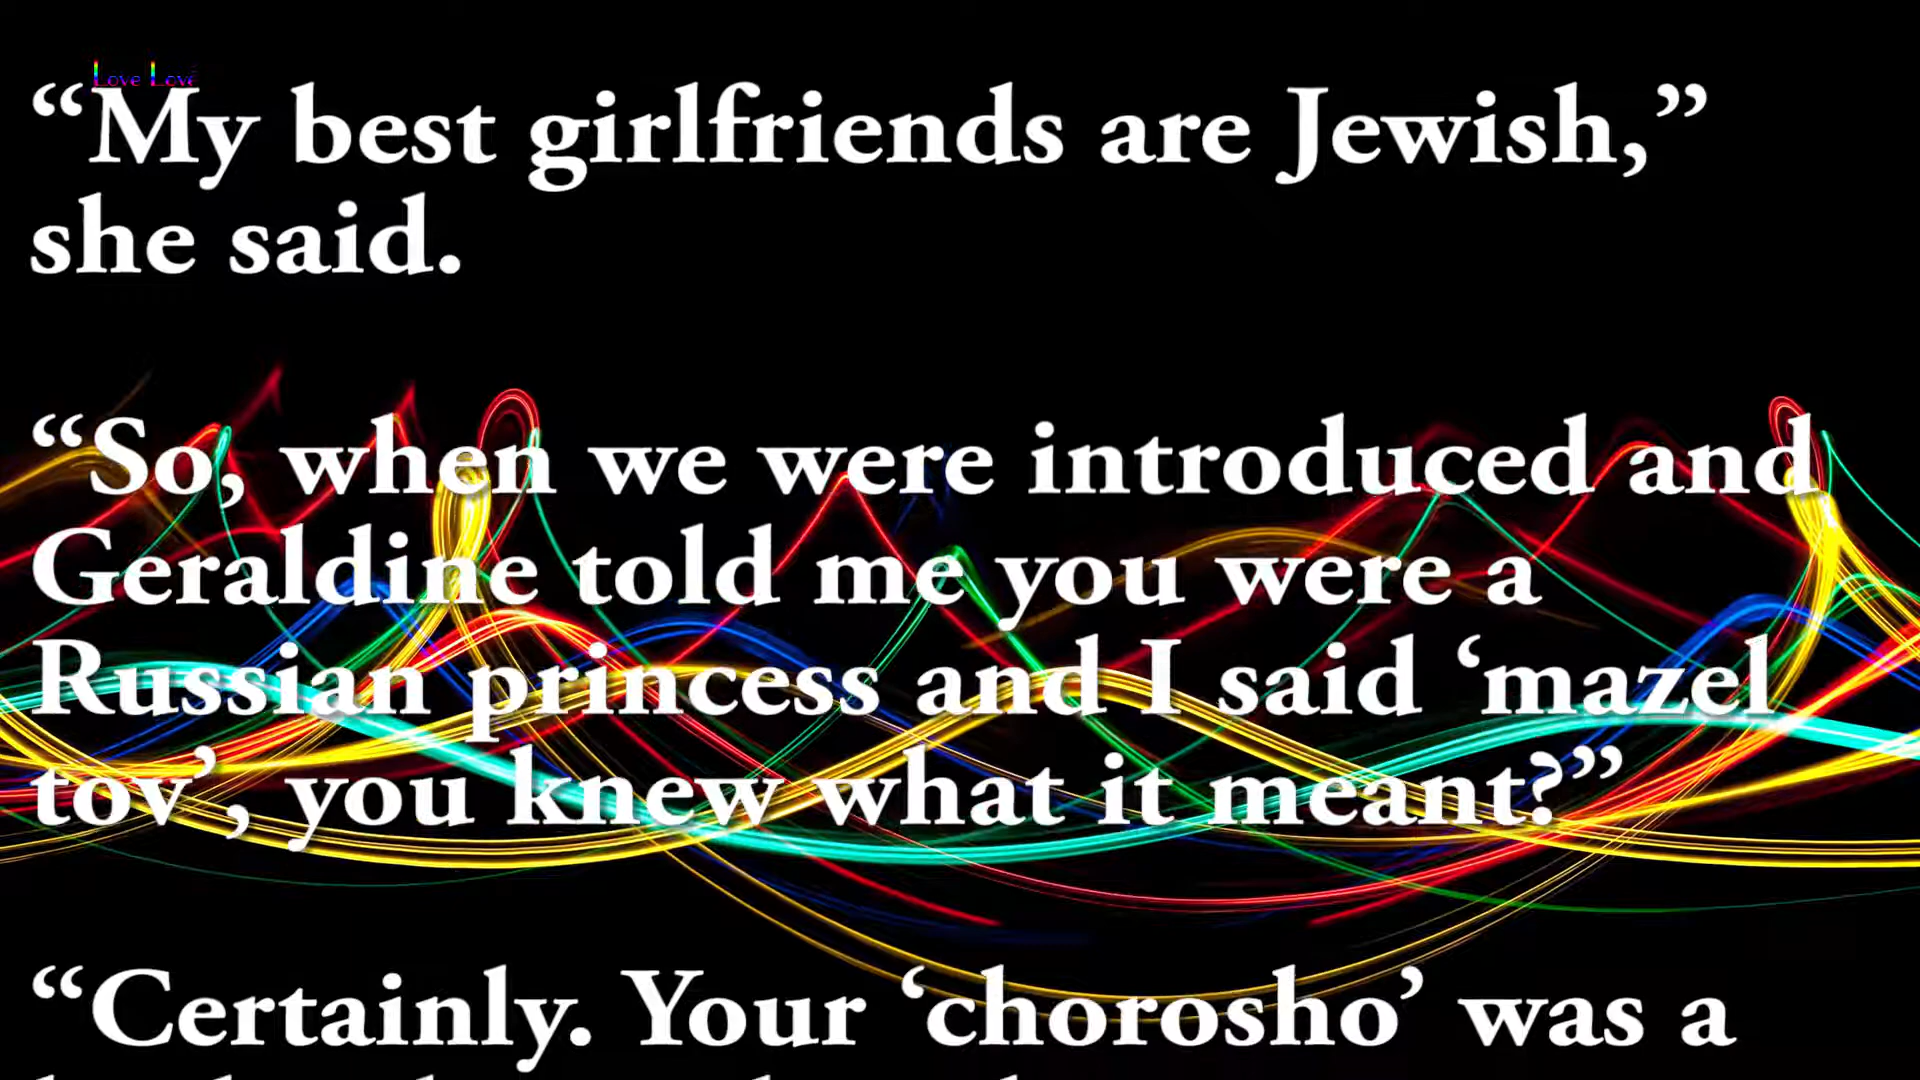 Love Love
“My best girlfriends are Jewish,”
she said.
“So, when we were introduced and
Geraldine told me you were a
Russian princess and I said ‘mazel
tov’, you knew what it meant?”
“Certainly. Your ‘chorosho’ was a